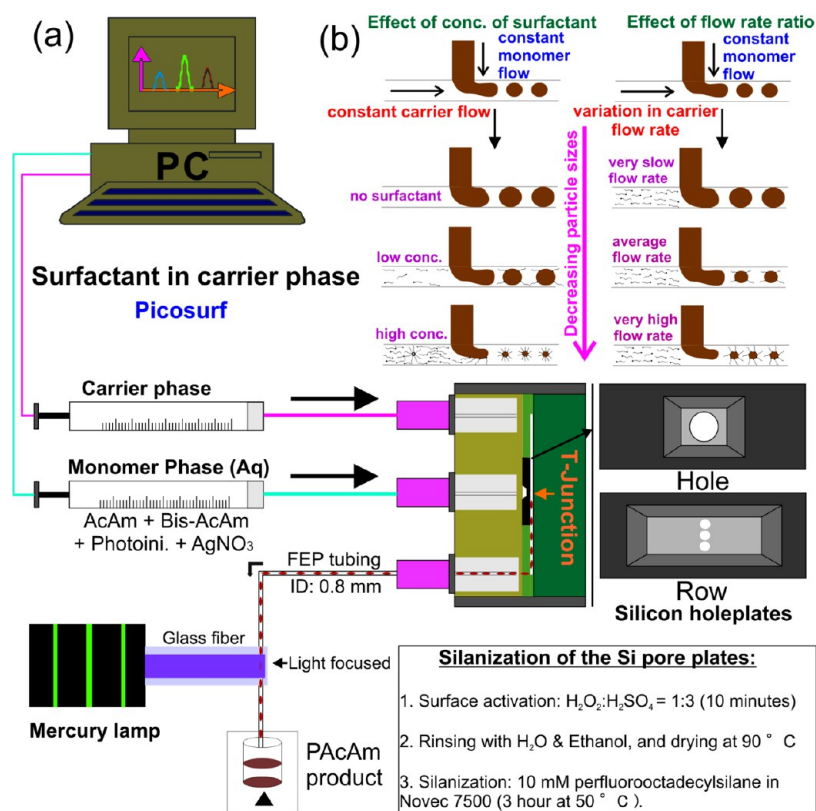 (a)
PC
Surfactant in carrier phase
Picosurf
(b)
Effect of conc. of surfactant
constant
monomer
flow
constant carrier flow
no surfactant
low conc.
high conc.
Decreasing particle sizes
Effect of flow rate ratio
constant
monomer
flow
variation in carrier
flow rate
very slow
flow rate
average
flow rate
very high
flow rate
Carrier phase
Monomer Phase (Aq)
AcAm + Bis-AcAm
+ Photoini. + AgNO₃
FEP tubing
ID: 0.8 mm
T-Junction
Hole
Row
Silicon holeplates
Glass fiber
Light focused
Mercury lamp
PAcAm
product
Silanization of the Si pore plates:
1. Surface activation: H₂O₂:H₂SO₄ = 1:3 (10 minutes)
2. Rinsing with H₂O & Ethanol, and drying at 90 ° C
3. Silanization: 10 mM perfluorooctadecylsilane in
Novec 7500 (3 hour at 50 ° C ).